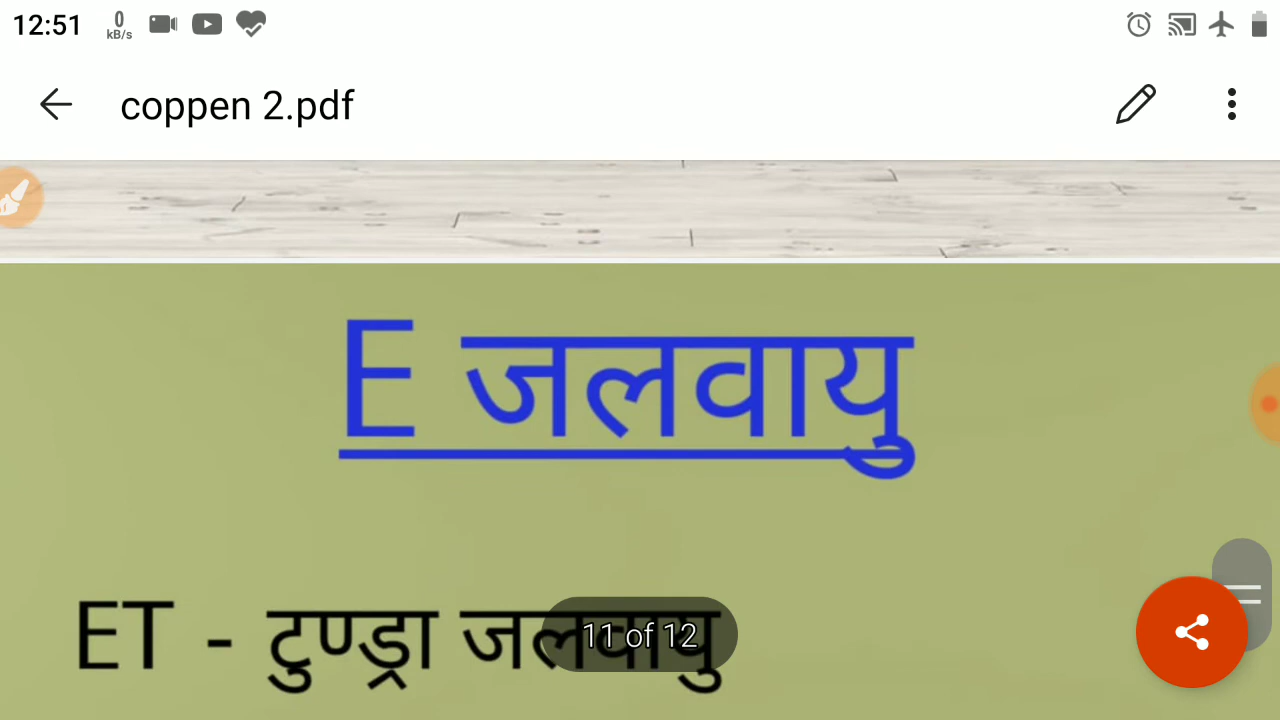 12:51
0
kB/s
coppen 2.pdf
E जलवायु
ET - टुण्ड्रा जलवायु
11 of 12